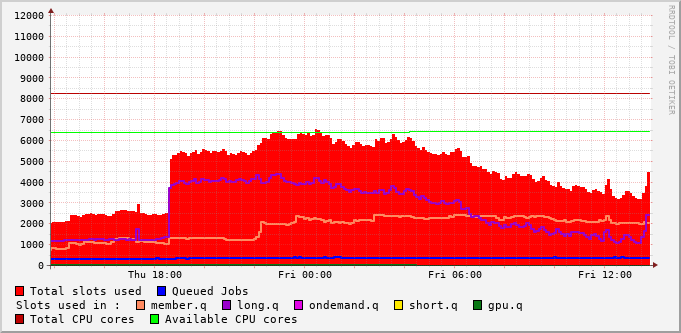 12000
11000
10000
9000
8000
7000
6000
5000
4000
3000
2000
1000
0
Thu 18:00 Fri 00:00 Fri 06:00 Fri 12:00
RRDTOOL / TOBI OETIKER
Total slots used Queued Jobs
Slots used in : member.q long.q ondemand.q short.q gpu.q
Total CPU cores Available CPU cores